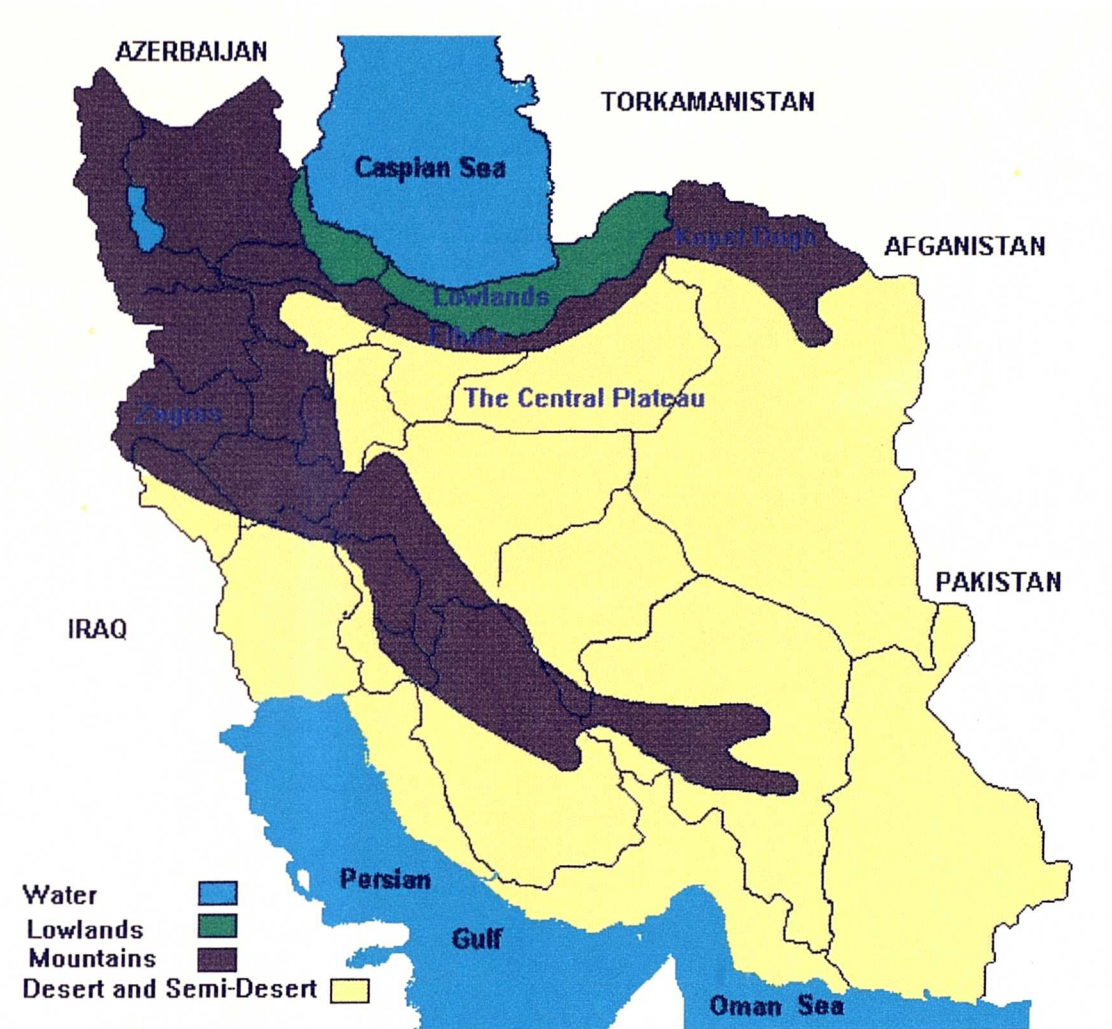 AZERBAIJAN
TORKAMANISTAN
Caspian Sea
Kopet Dagh
AFGANISTAN
Lowlands
Elburz
The Central Plateau
Zagros
PAKISTAN
IRAQ
Persian
Gulf
Oman Sea
Water
Lowlands
Mountains
Desert and Semi-Desert